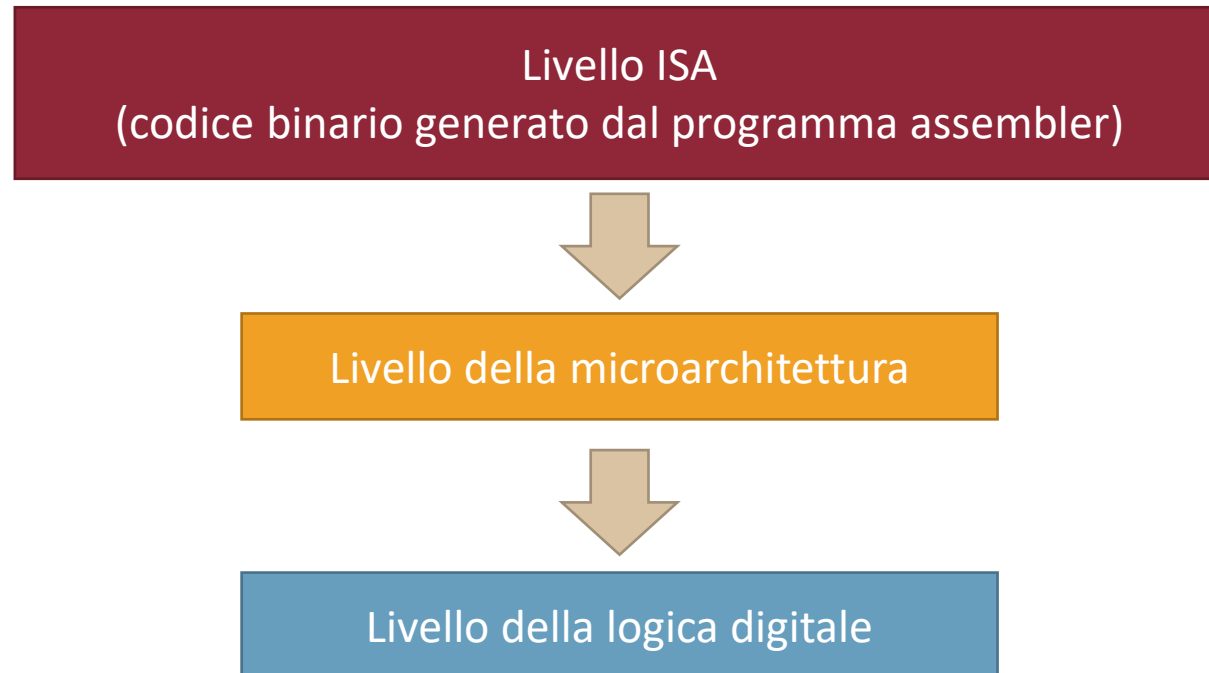 Livello ISA
(codice binario generato dal programma assembler)
Livello della microarchitettura
Livello della logica digitale